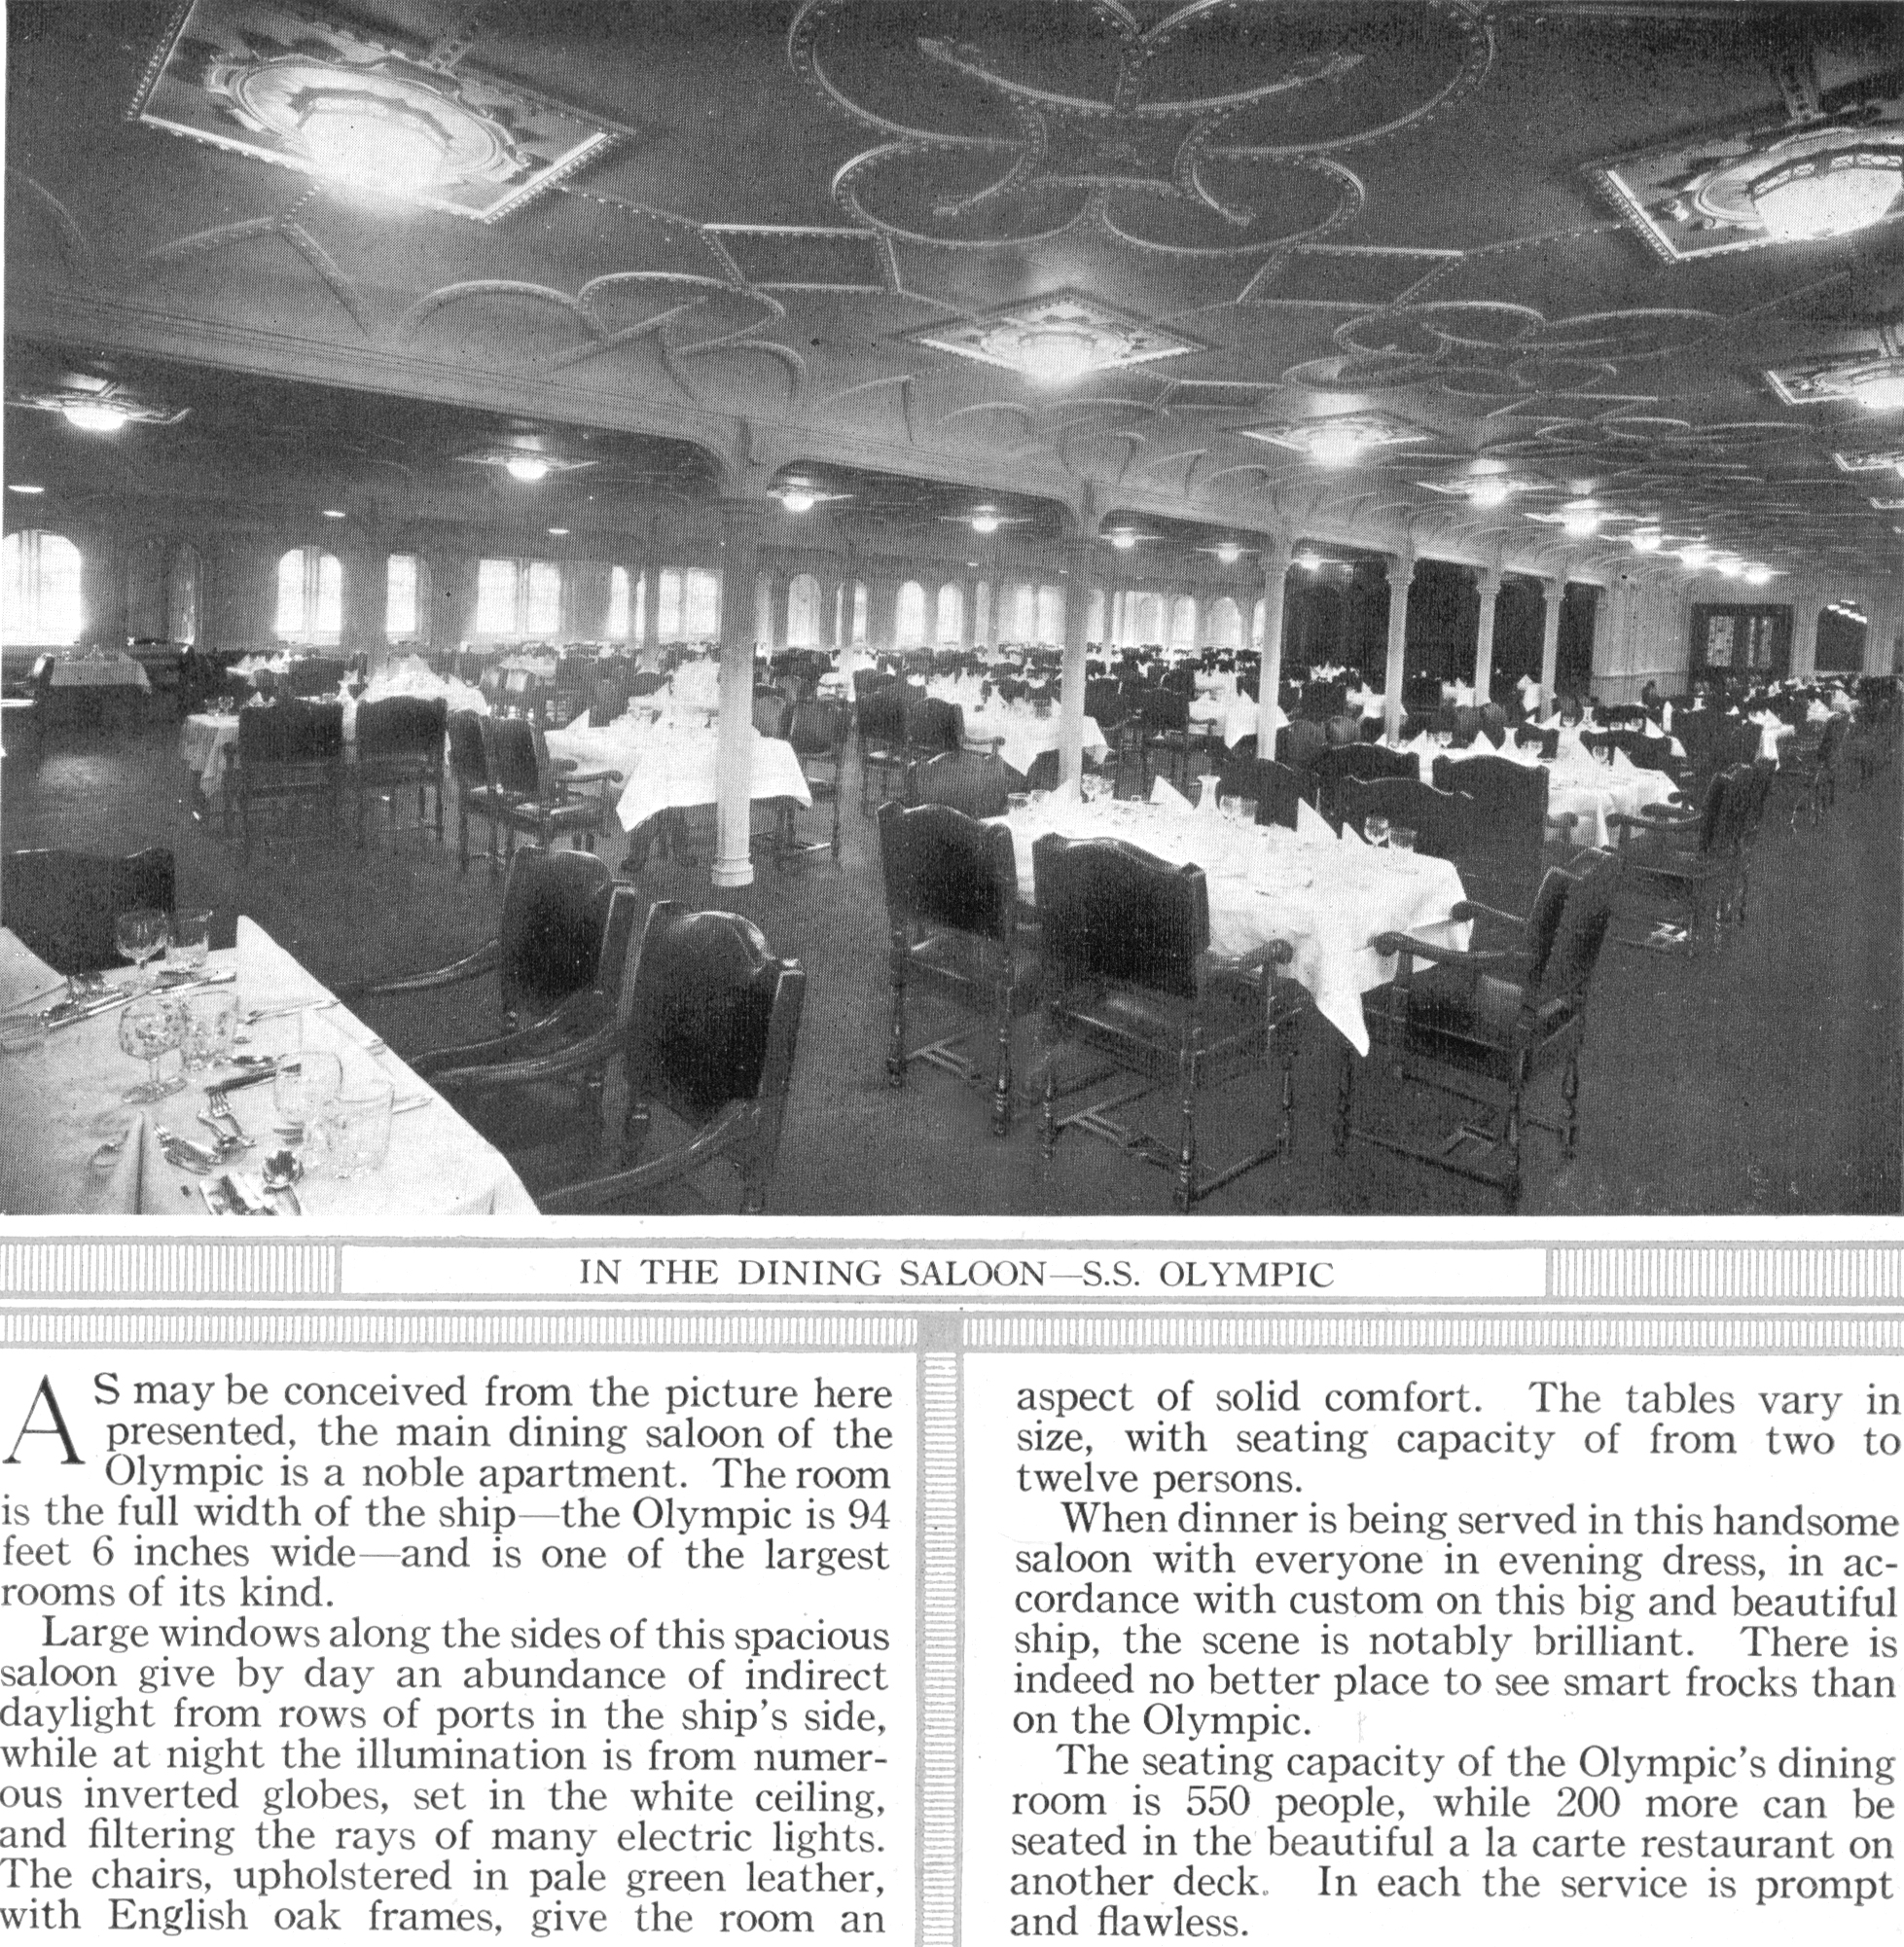 IN THE DINING SALOON—S.S. OLYMPIC
AS may be conceived from the picture here
presented, the main dining saloon of the
Olympic is a noble apartment. The room
is the full width of the ship—the Olympic is 94
feet 6 inches wide—and is one of the largest
rooms of its kind.
Large windows along the sides of this spacious
saloon give by day an abundance of indirect
daylight from rows of ports in the ship's side,
while at night the illumination is from numer-
ous inverted globes, set in the white ceiling,
and filtering the rays of many electric lights.
The chairs, upholstered in pale green leather,
with English oak frames, give the room an
aspect of solid comfort. The tables vary in
size, with seating capacity of from two to
twelve persons.
When dinner is being served in this handsome
saloon with everyone in evening dress, in ac-
cordance with custom on this big and beautiful
ship, the scene is notably brilliant. There is
indeed no better place to see smart frocks than
on the Olympic.
The seating capacity of the Olympic's dining
room is 550 people, while 200 more can be
seated in the beautiful a la carte restaurant on
another deck. In each the service is prompt
and flawless.